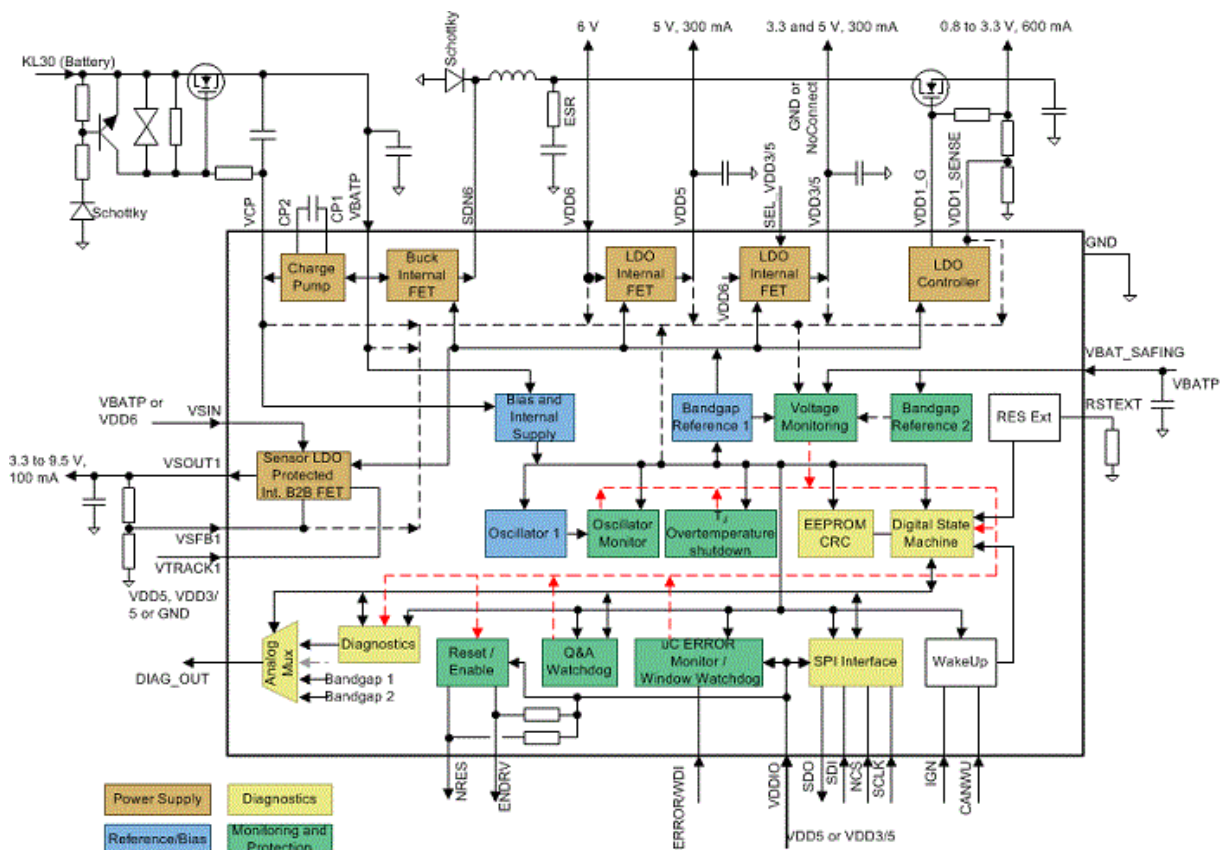 6 V
5 V, 300 mA
3.3 and 5 V, 300 mA
0.8 to 3.3 V, 600 mA
KL30 (Battery)
Schottky
ESR
GND or
NoConnect
Schottky
VCP
CP2
CP1
VBATP
SDN6
VDD6
VDD5
SEL_VDD3/5
VDD3/5
VDD1_G
VDD1_SENSE
GND
Charge
Pump
Buck
Internal
FET
LDO
Internal
FET
VDD6
LDO
Internal
FET
LDO
Controller
VBAT_SAFING
VBATP
VBATP or
VDD6
VSIN
Bias and
Internal
Supply
Bandgap
Reference 1
Voltage
Monitoring
Bandgap
Reference 2
RES Ext
RSTEXT
3.3 to 9.5 V,
100 mA
VSOUT1
Sensor LDO
Protected
Int. B2B FET
VSFB1
VTRACK1
VDD5, VDD3/
5 or GND
Oscillator 1
Oscillator
Monitor
TJ
Overtemperature
shutdown
EEPROM
CRC
Digital State
Machine
DIAG_OUT
Analog
Mux
Diagnostics
Bandgap 1
Bandgap 2
Reset /
Enable
Q&A
Watchdog
uC ERROR
Monitor /
Window Watchdog
SPI Interface
WakeUp
NRES
ENDRV
ERROR/WDI
VDDIO
SDO
SDI
NCS
SCLK
IGN
CANWU
VDD5 or VDD3/5
Power Supply
Diagnostics
Reference/Bias
Monitoring and
Protection